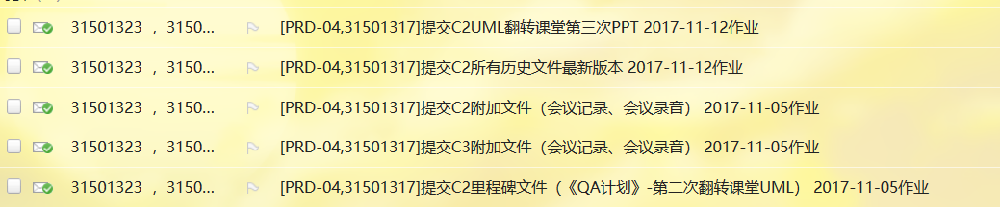 31501323 ，3150... [PRD-04,31501317]提交C2UML翻转课堂第三次PPT 2017-11-12作业
31501323 ，3150... [PRD-04,31501317]提交C2所有历史文件最新版本 2017-11-12作业
31501323 ，3150... [PRD-04,31501317]提交C2附加文件（会议记录、会议录音） 2017-11-05作业
31501323 ，3150... [PRD-04,31501317]提交C3附加文件（会议记录、会议录音） 2017-11-05作业
31501323 ，3150... [PRD-04,31501317]提交C2里程碑文件（《QA计划》-第二次翻转课堂UML） 2017-11-05作业